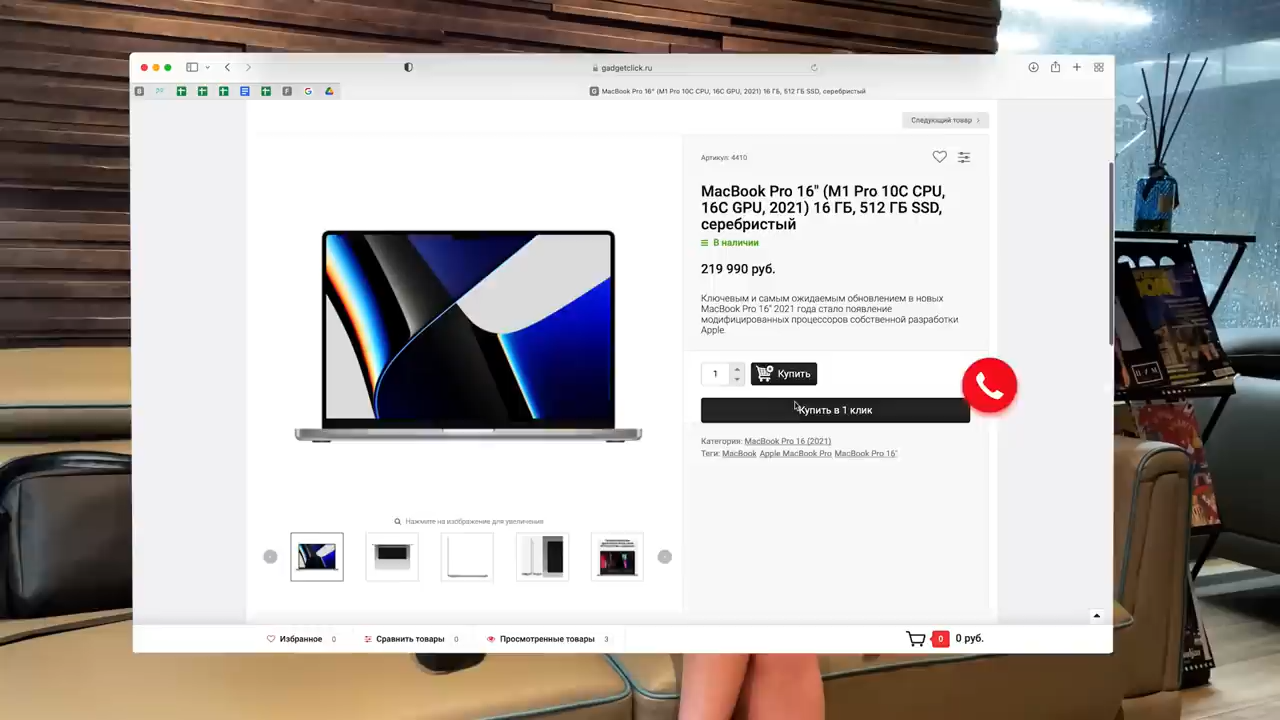 gadgetclick.ru
MacBook Pro 16" (M1 Pro 10C CPU, 16C GPU, 2021) 16 ГБ, 512 ГБ SSD, серебристый
Следующий товар
Артикул: 4410
MacBook Pro 16" (M1 Pro 10C CPU,
16C GPU, 2021) 16 ГБ, 512 ГБ SSD,
серебристый
В наличии
219 990 руб.
Ключевым и самым ожидаемым обновлением в новых
MacBook Pro 16" 2021 года стало появление
модифицированных процессоров собственной разработки
Apple.
1
Купить
Купить в 1 клик
Категория: MacBook Pro 16 (2021)
Теги: MacBook Apple MacBook Pro MacBook Pro 16"
Нажмите на изображение для увеличения
Избранное 0
Сравнить товары 0
Просмотренные товары 3
0
0 руб.